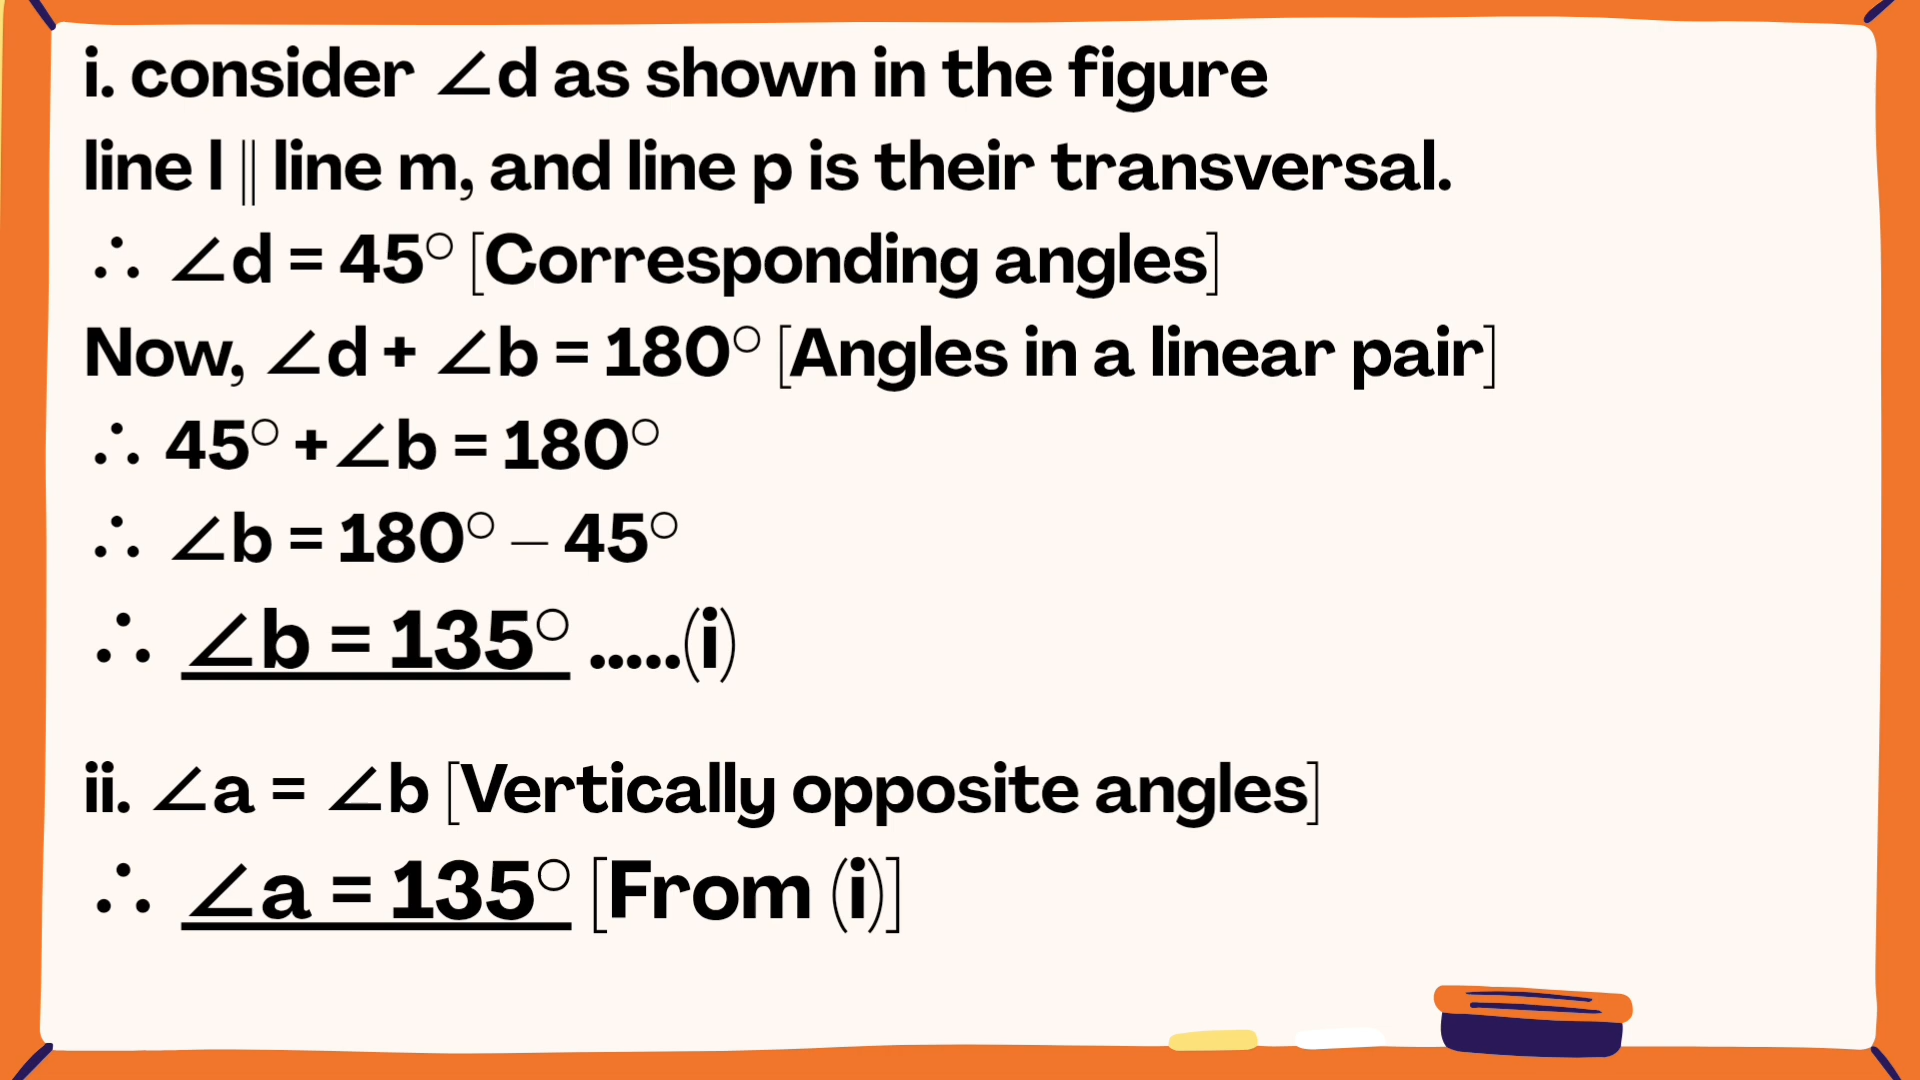 i. consider ∠d as shown in the figure
line l || line m, and line p is their transversal.
∴ ∠d = 45° [Corresponding angles]
Now, ∠d + ∠b = 180° [Angles in a linear pair]
∴ 45° +∠b = 180°
∴ ∠b = 180° – 45°
∴ ∠b = 135° .....(i)
ii. ∠a = ∠b [Vertically opposite angles]
∴ ∠a = 135° [From (i)]